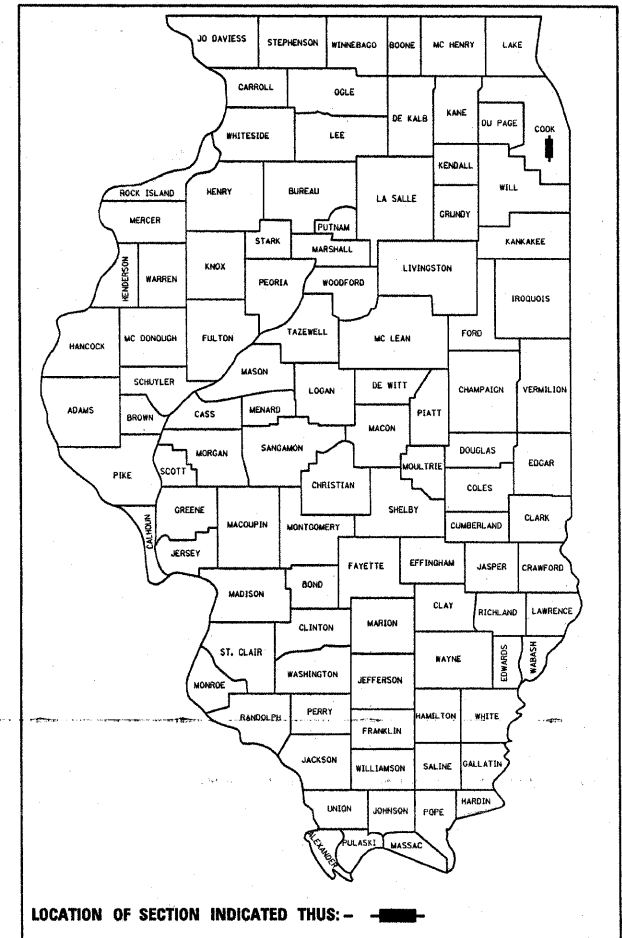 JO DAVIESS STEPHENSON WINNEBAGO BOONE MC HENRY LAKE
CARROLL OGLE DE KALB KANE DU PAGE COOK
WHITESIDE LEE KENDALL WILL
ROCK ISLAND HENRY BUREAU LA SALLE GRUNDY
MERCER STARK PUTNAM KANKAKEE
HENDERSON WARREN KNOX MARSHALL LIVINGSTON
PEORIA WOODFORD IROQUOIS
HANCOCK MC DONOUGH FULTON TAZEWELL MC LEAN FORD
MASON
SCHUYLER LOGAN DE WITT CHAMPAIGN VERMILION
ADAMS BROWN CASS MENARD PIATT
MACON
MORGAN SANGAMON DOUGLAS EDGAR
PIKE SCOTT CHRISTIAN MOULTRIE COLES
GREENE MACOUPIN MONTGOMERY SHELBY CUMBERLAND CLARK
CALHOUN JERSEY
FAYETTE EFFINGHAM JASPER CRAWFORD
MADISON BOND CLAY RICHLAND LAWRENCE
CLINTON MARION
ST. CLAIR WAYNE EDWARDS WABASH
WASHINGTON JEFFERSON
MONROE
RANDOLPH PERRY HAMILTON WHITE
FRANKLIN
JACKSON WILLIAMSON SALINE GALLATIN
UNION JOHNSON POPE HARDIN
ALEXANDER PULASKI MASSAC
LOCATION OF SECTION INDICATED THUS: -